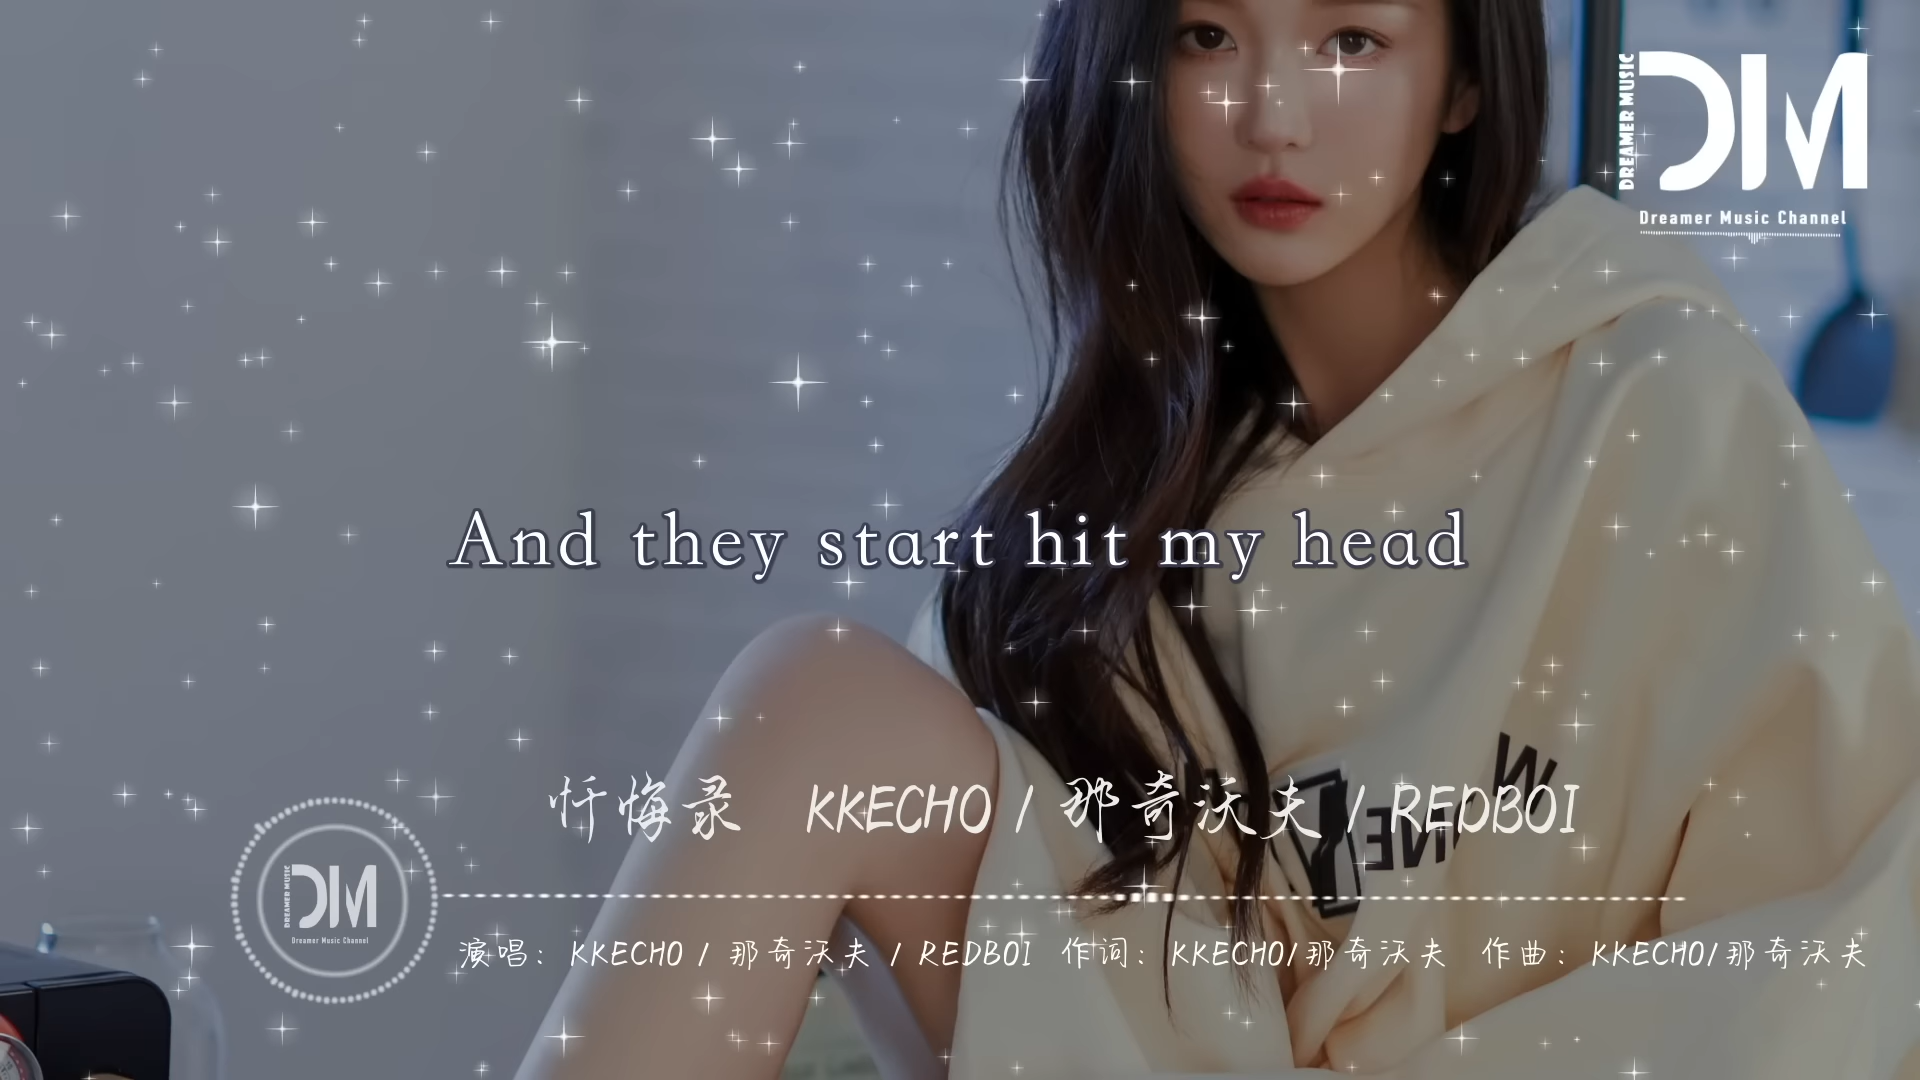 DREAMER MUSIC
DM
Dreamer Music Channel
And they start hit my head
忏悔录 KKECHO / 那奇沃夫 / REDBOI
DREAMER MUSIC
DM
Dreamer Music Channel
演唱: KKECHO / 那奇沃夫 / REDBOI 作词: KKECHO/那奇沃夫 作曲: KKECHO/那奇沃夫